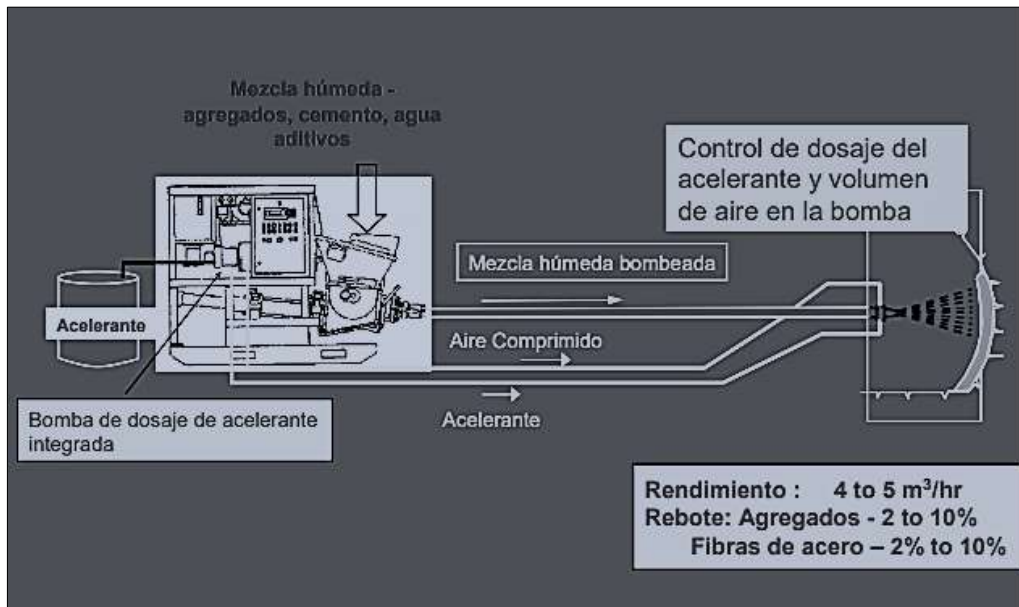 Mezcla húmeda -
agregados, cemento, agua
aditivos
Control de dosaje del
acelerante y volumen
de aire en la bomba
Mezcla húmeda bombeada
Acelerante
Aire Comprimido
Acelerante
Bomba de dosaje de acelerante
integrada
Rendimiento : 4 to 5 m³/hr
Rebote: Agregados - 2 to 10%
Fibras de acero – 2% to 10%